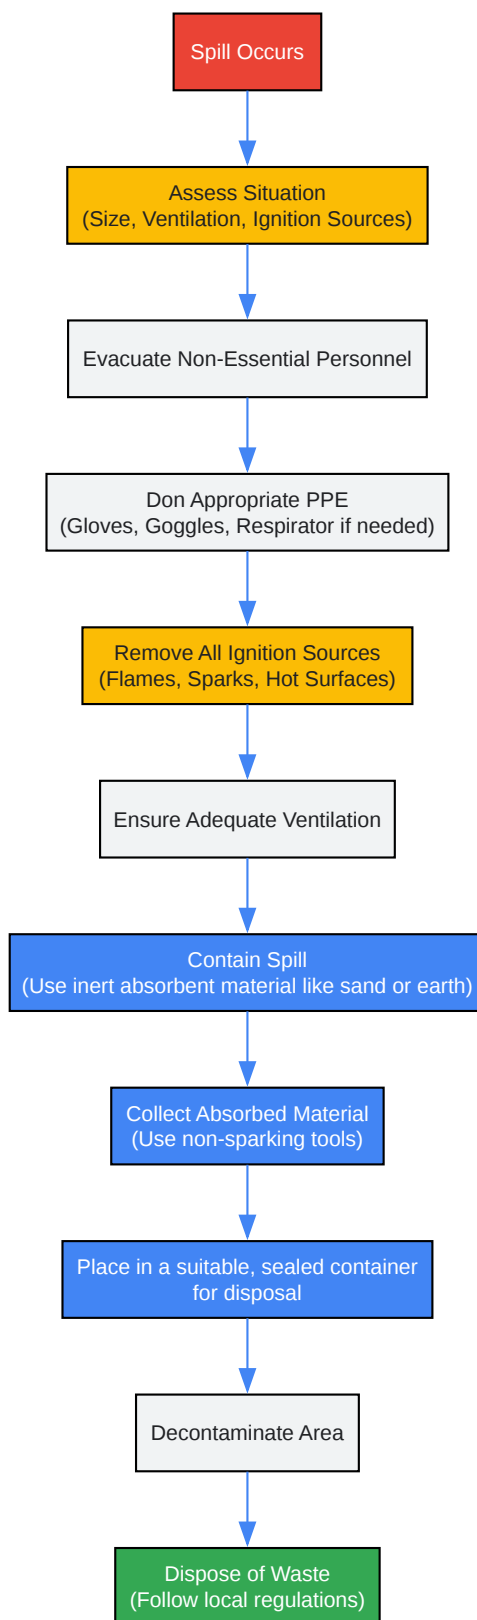 Spill Occurs
Assess Situation
(Size, Ventilation, Ignition Sources)
Evacuate Non-Essential Personnel
Don Appropriate PPE
(Gloves, Goggles, Respirator if needed)
Remove All Ignition Sources
(Flames, Sparks, Hot Surfaces)
Ensure Adequate Ventilation
Contain Spill
(Use inert absorbent material like sand or earth)
Collect Absorbed Material
(Use non-sparking tools)
Place in a suitable, sealed container
for disposal
Decontaminate Area
Dispose of Waste
(Follow local regulations)